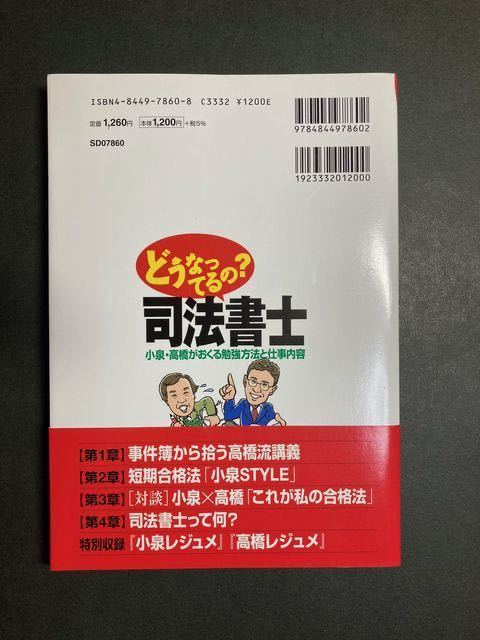 ISBN4-8449-7860-8 C3332 ¥1200E
定価 1,260円 本体1,200円 +税5%
SD07860
9784844978602
1923332012000
どうなっ
てるの?
司法書士
小泉・高橋がおくる勉強方法と仕事内容
【第1章】事件簿から拾う高橋流講義
【第2章】短期合格法「小泉STYLE」
【第3章】[対談]小泉×高橋「これが私の合格法」
【第4章】司法書士って何?
特別収録『小泉レジュメ』『高橋レジュメ』